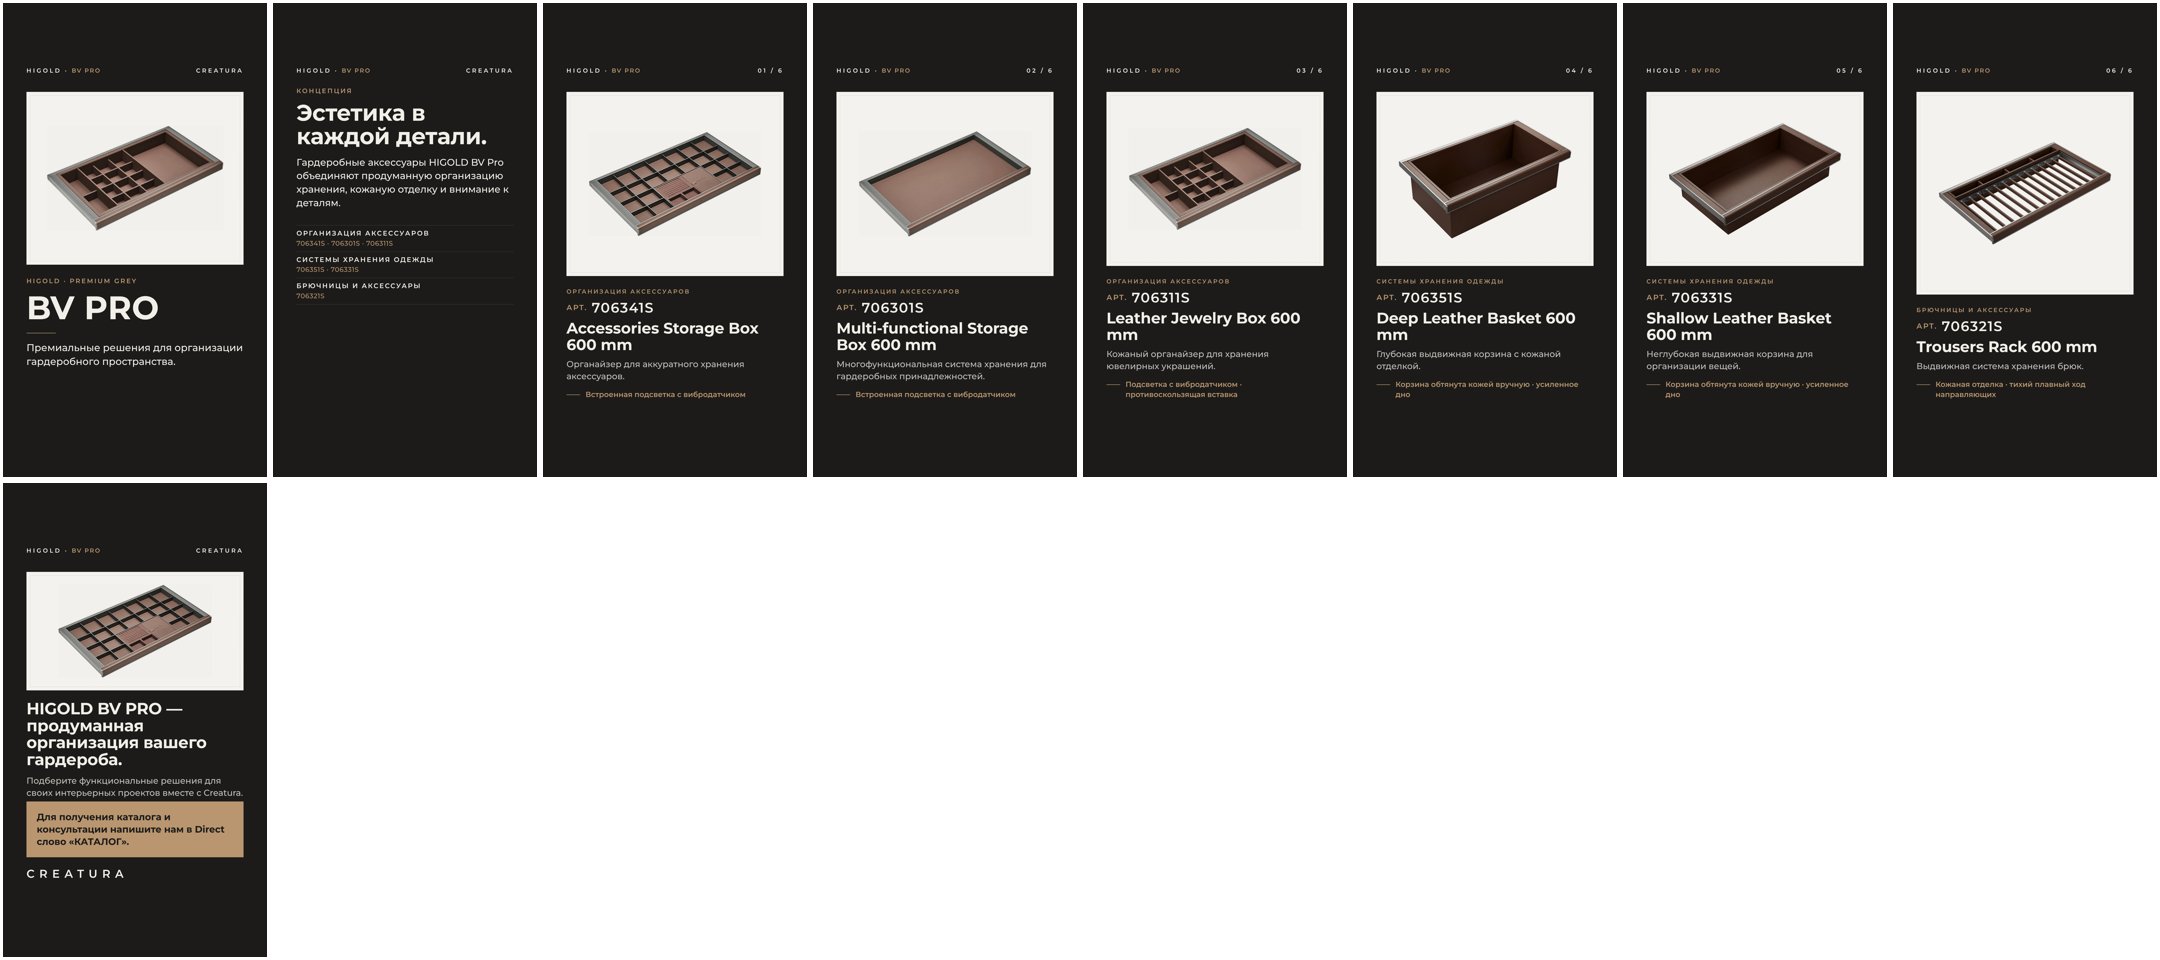 HIGOLD · BV PRO
CREATURA
HIGOLD · PREMIUM GREY
BV PRO
Премиальные решения для организации
гардеробного пространства.
HIGOLD · BV PRO
CREATURA
КОНЦЕПЦИЯ
Эстетика в
каждой детали.
Гардеробные аксессуары HIGOLD BV Pro
объединяют продуманную организацию
хранения, кожаную отделку и внимание к
деталям.
ОРГАНИЗАЦИЯ АКСЕССУАРОВ
706341S · 706301S · 706311S
СИСТЕМЫ ХРАНЕНИЯ ОДЕЖДЫ
706351S · 706331S
БРЮЧНИЦЫ И АКСЕССУАРЫ
706321S
HIGOLD · BV PRO
01 / 6
ОРГАНИЗАЦИЯ АКСЕССУАРОВ
АРТ. 706341S
Accessories Storage Box
600 mm
Органайзер для аккуратного хранения
аксессуаров.
Встроенная подсветка с вибродатчиком
HIGOLD · BV PRO
02 / 6
ОРГАНИЗАЦИЯ АКСЕССУАРОВ
АРТ. 706301S
Multi-functional Storage
Box 600 mm
Многофункциональная система хранения для
гардеробных принадлежностей.
Встроенная подсветка с вибродатчиком
HIGOLD · BV PRO
03 / 6
ОРГАНИЗАЦИЯ АКСЕССУАРОВ
АРТ. 706311S
Leather Jewelry Box 600
mm
Кожаный органайзер для хранения
ювелирных украшений.
Подсветка с вибродатчиком ·
противоскользящая вставка
HIGOLD · BV PRO
04 / 6
СИСТЕМЫ ХРАНЕНИЯ ОДЕЖДЫ
АРТ. 706351S
Deep Leather Basket 600
mm
Глубокая выдвижная корзина с кожаной
отделкой.
Корзина обтянута кожей вручную · усиленное
дно
HIGOLD · BV PRO
05 / 6
СИСТЕМЫ ХРАНЕНИЯ ОДЕЖДЫ
АРТ. 706331S
Shallow Leather Basket
600 mm
Неглубокая выдвижная корзина для
организации вещей.
Корзина обтянута кожей вручную · усиленное
дно
HIGOLD · BV PRO
06 / 6
БРЮЧНИЦЫ И АКСЕССУАРЫ
АРТ. 706321S
Trousers Rack 600 mm
Выдвижная система хранения брюк.
Кожаная отделка · тихий плавный ход
направляющих
HIGOLD · BV PRO
CREATURA
HIGOLD BV PRO —
продуманная
организация вашего
гардероба.
Подберите функциональные решения для
своих интерьерных проектов вместе с Creatura.
Для получения каталога и
консультации напишите нам в Direct
слово «КАТАЛОГ».
CREATURA